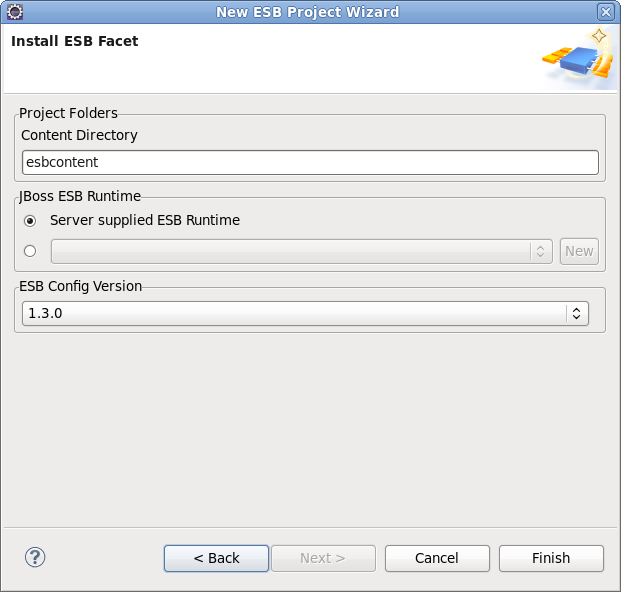 New ESB Project Wizard
Install ESB Facet
Project Folders
Content Directory
esbcontent
JBoss ESB Runtime
Server supplied ESB Runtime
New
ESB Config Version
1.3.0
?
< Back
Next >
Cancel
Finish